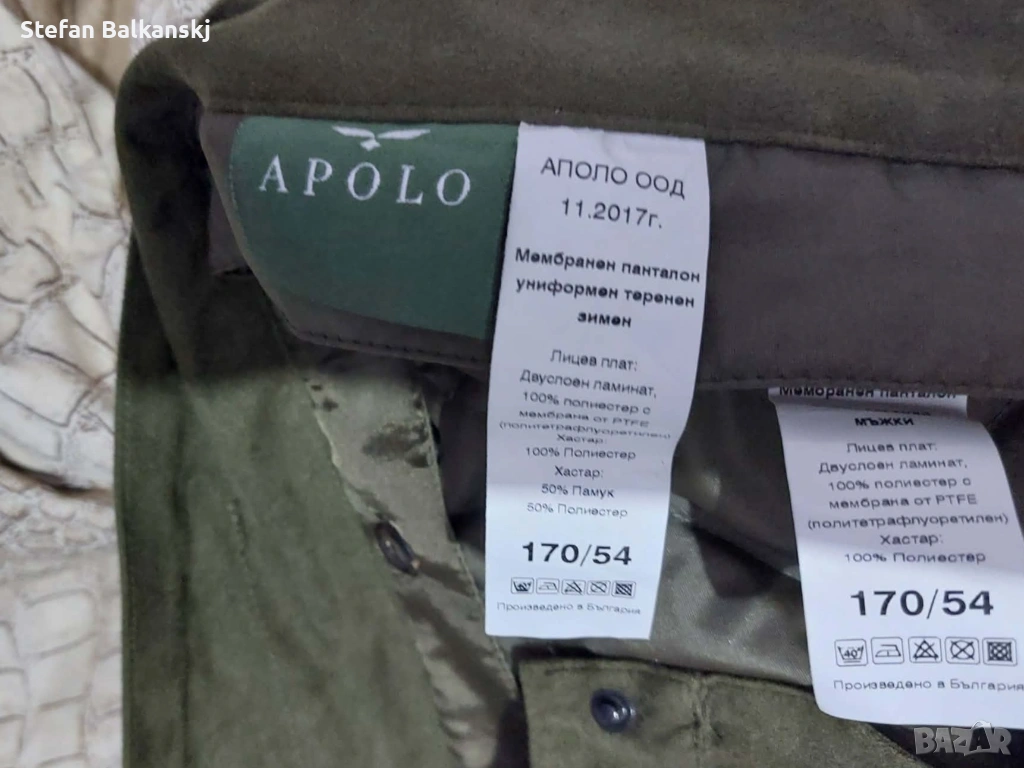 Stefan Balkanskj
APOLO
АПОЛО ООД
11.2017г.
Мембранен панталон
униформен теренен
зимен
Лицев плат:
Двуслоен ламинат,
100% полиестер с
мембрана от PTFE
(политетрафлуоретилен)
Хастар:
100% Полиестер
Хастар:
50% Памук
50% Полиестер
170/54
Произведено в България
Мембранен панталон
мъжки
Лицев плат:
Двуслоен ламинат,
100% полиестер с
мембрана от PTFE
(политетрафлуоретилен)
Хастар:
100% Полиестер
170/54
40°
Произведено в България
BAZAR